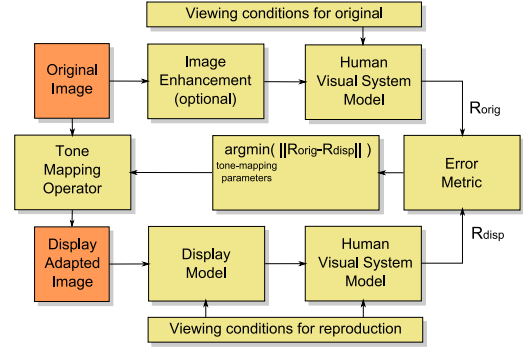 Viewing conditions for original
Original
Image
Image
Enhancement
(optional)
Human
Visual System
Model
Rorig
Tone
Mapping
Operator
argmin( ||Rorig-Rdisp|| )
tone-mapping
parameters
Error
Metric
Rdisp
Display
Adapted
Image
Display
Model
Human
Visual System
Model
Viewing conditions for reproduction